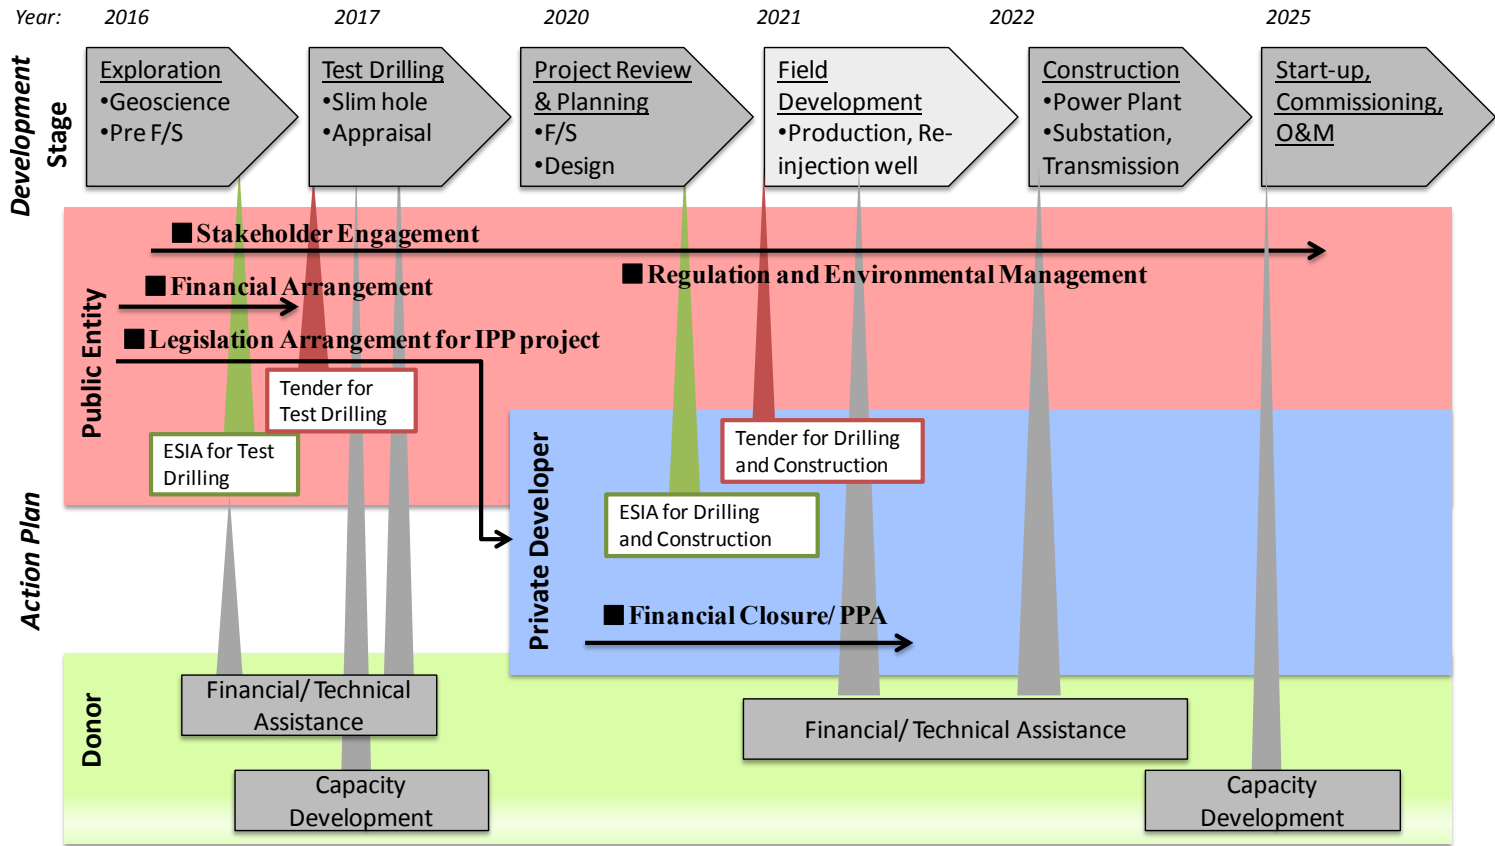 Year: 2016 2017 2020 2021 2022 2025
Development
Stage
Exploration
•Geoscience
•Pre F/S
Test Drilling
•Slim hole
•Appraisal
Project Review
& Planning
•F/S
•Design
Field
Development
•Production, Re-
injection well
Construction
•Power Plant
•Substation,
Transmission
Start-up,
Commissioning,
O&M
Action Plan
Public Entity
■ Stakeholder Engagement
■ Regulation and Environmental Management
■ Financial Arrangement
■ Legislation Arrangement for IPP project
Tender for
Test Drilling
ESIA for Test
Drilling
Private Developer
Tender for Drilling
and Construction
ESIA for Drilling
and Construction
■ Financial Closure/ PPA
Donor
Financial/ Technical
Assistance
Financial/ Technical Assistance
Capacity
Development
Capacity
Development